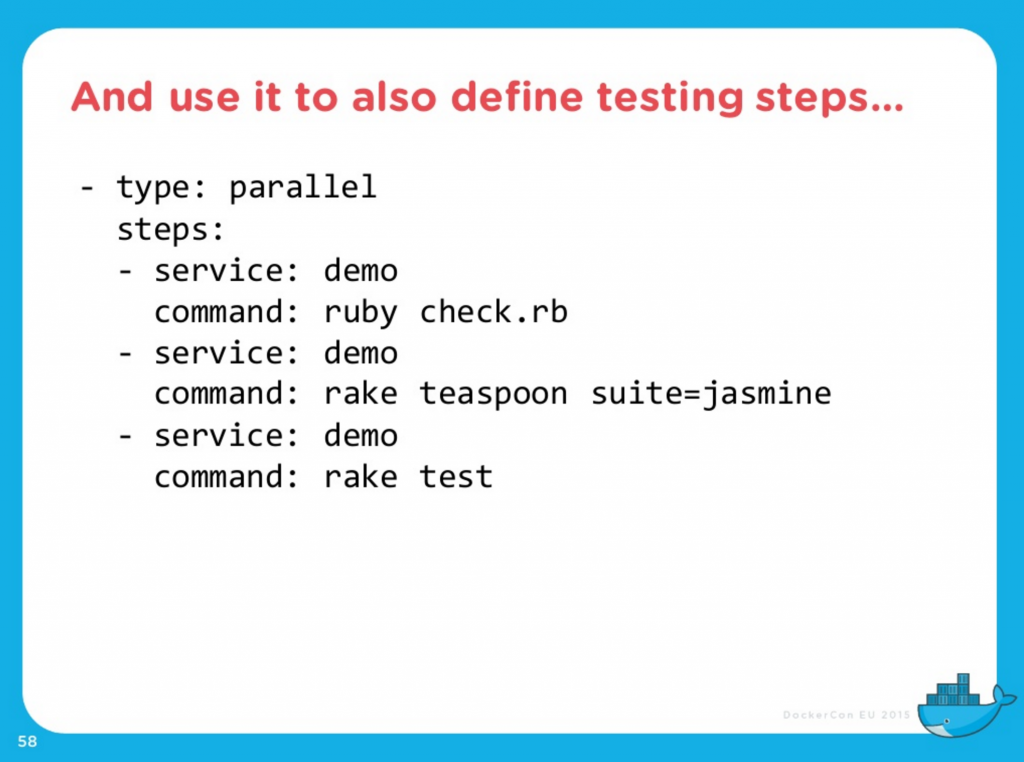 And use it to also define testing steps...
- type: parallel
  steps:
  - service: demo
    command: ruby check.rb
  - service: demo
    command: rake teaspoon suite=jasmine
  - service: demo
    command: rake test
DockerCon EU 2015
58